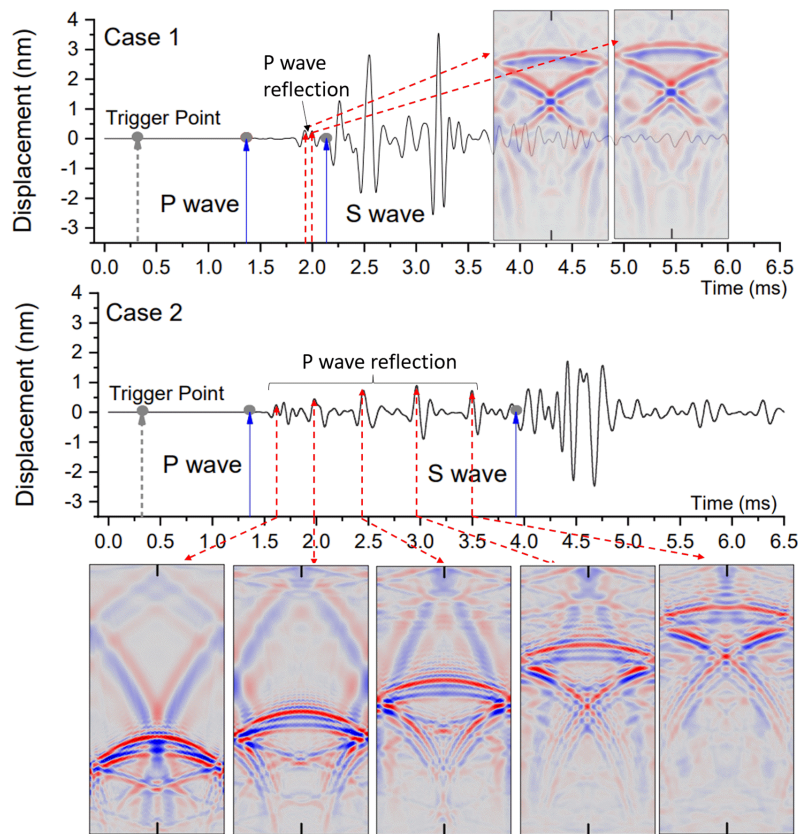 Case 1
P wave
reflection
Trigger Point
P wave
S wave
Displacement (nm)
4
3
2
1
0
-1
-2
-3
0.0 0.5 1.0 1.5 2.0 2.5 3.0 3.5 4.0 4.5 5.0 5.5 6.0 6.5
Time (ms)
Case 2
P wave reflection
Trigger Point
P wave
S wave
Displacement (nm)
4
3
2
1
0
-1
-2
-3
Time (ms)
0.0 0.5 1.0 1.5 2.0 2.5 3.0 3.5 4.0 4.5 5.0 5.5 6.0 6.5